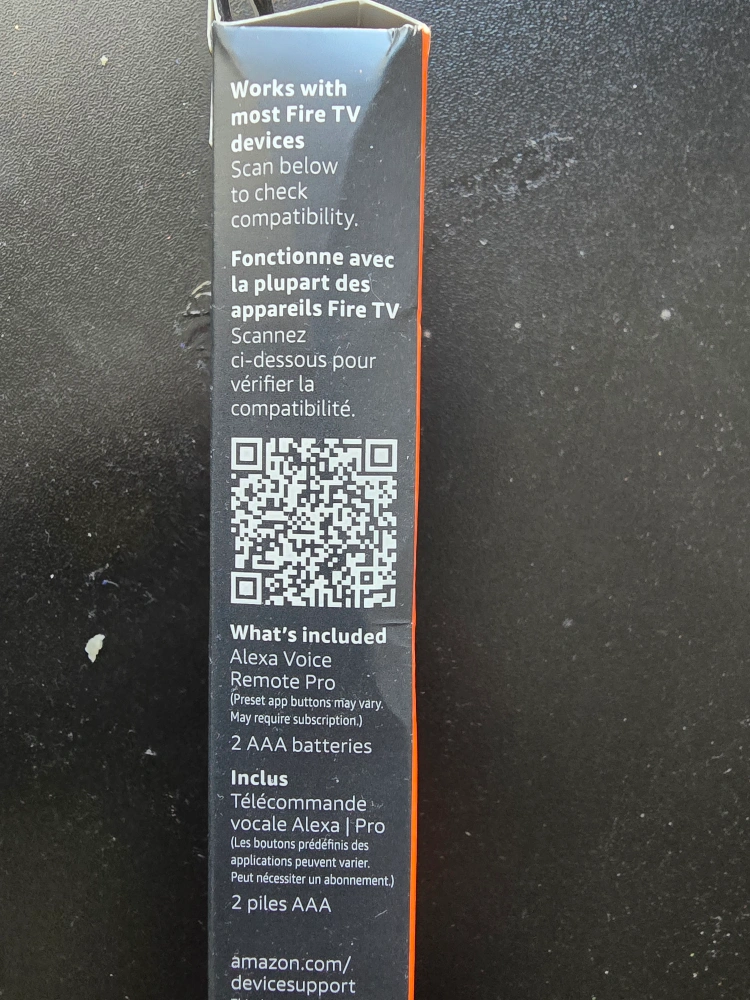 Works with
most Fire TV
devices
Scan below
to check
compatibility.
Fonctionne avec
la plupart des
appareils Fire TV
Scannez
ci-dessous pour
vérifier la
compatibilité.
What's included
Alexa Voice
Remote Pro
(Preset app buttons may vary.
May require subscription.)
2 AAA batteries
Inclus
Télécommande
vocale Alexa | Pro
(Les boutons prédéfinis des
applications peuvent varier.
Peut nécessiter un abonnement.)
2 piles AAA
amazon.com/
devicesupport